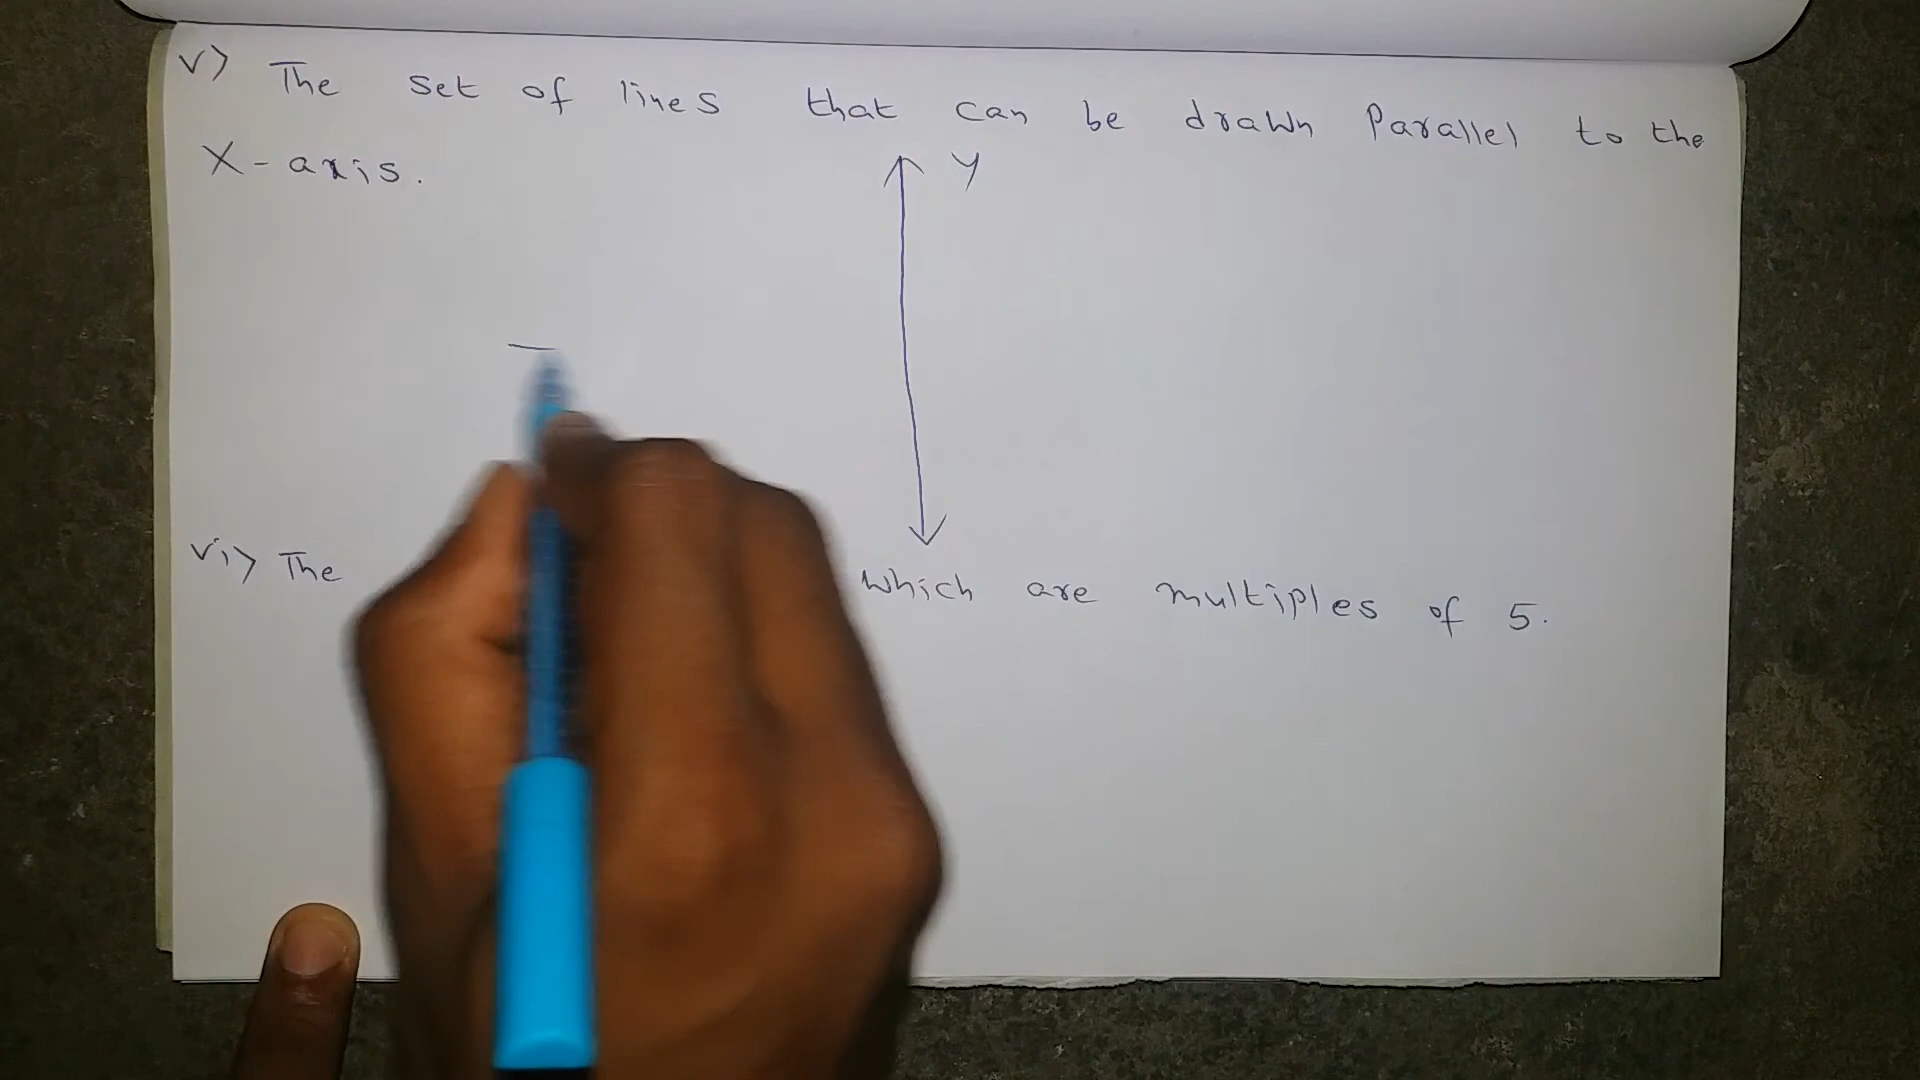 v) The set of lines that can be drawn parallel to the
X-axis.
Y
vi) The which are multiples of 5.